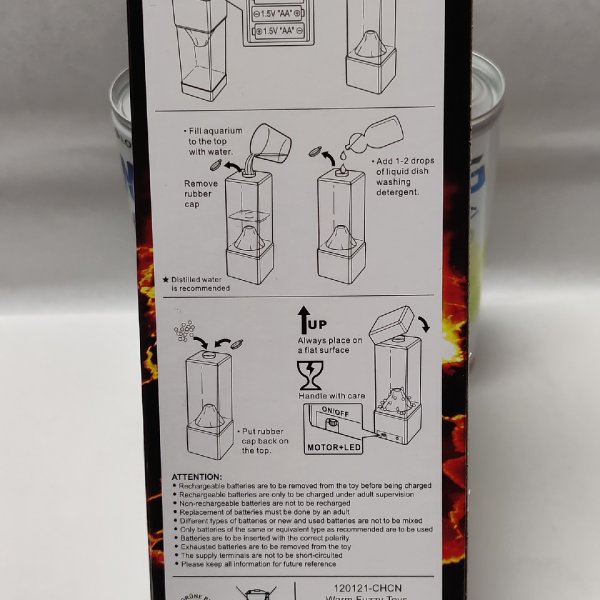 ⊖1.5V "AA"⊕
⊕1.5V "AA"⊖
• Fill aquarium
to the top
with water.
Remove
rubber
cap
• Add 1-2 drops
of liquid dish
washing
detergent.
★ Distilled water
is recommended
UP
Always place on
a flat surface
Handle with care
ON/OFF
MOTOR+LED
• Put rubber
cap back on
the top.
ATTENTION:
• Rechargeable batteries are to be removed from the toy before being charged
• Rechargeable batteries are only to be charged under adult supervision
• Non-rechargeable batteries are not to be recharged
• Replacement of batteries must be done by an adult
• Different types of batteries or new and used batteries are not to be mixed
• Only batteries of the same or equivalent type as recommended are to be used
• Batteries are to be inserted with the correct polarity
• Exhausted batteries are to be removed from the toy
• The supply terminals are not to be short-circuited
• Please keep all information for future reference
120121-CHCN
Warm Fuzzy Toys